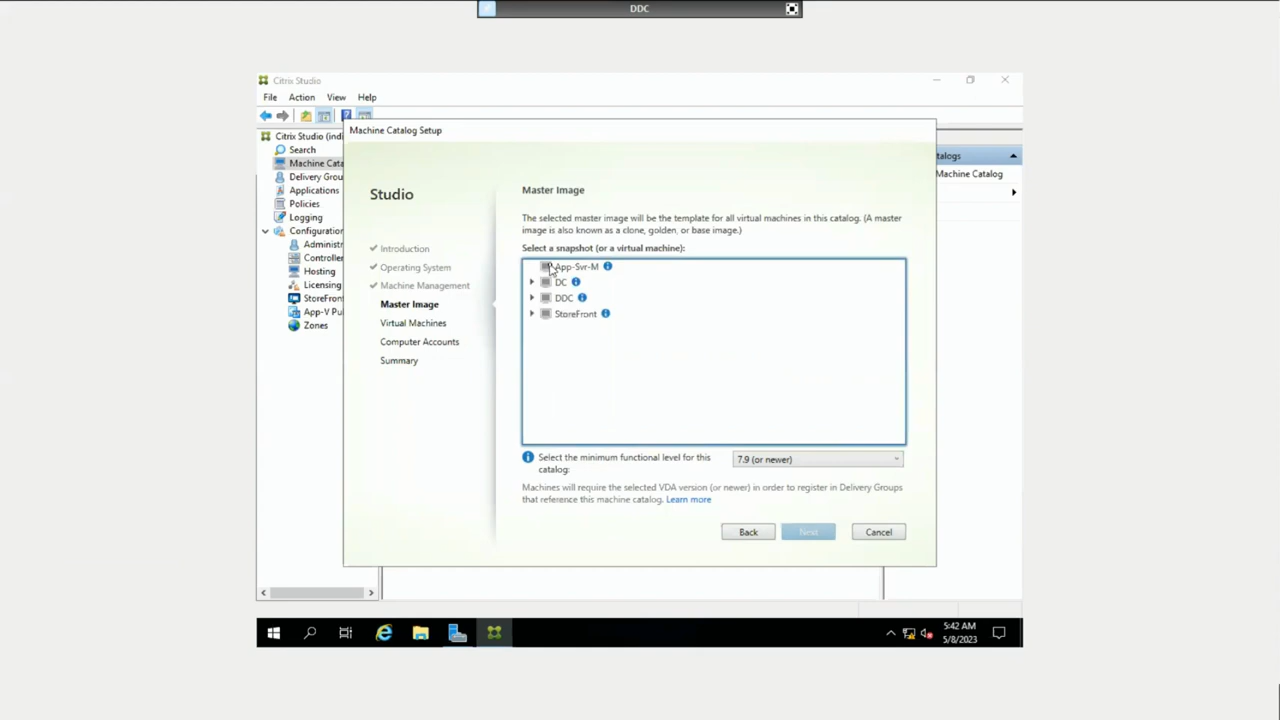 DDC
Citrix Studio
File Action View Help
Citrix Studio (indi
Search
Machine Cata
Delivery Grou
Applications
Policies
Logging
Configuratio
Administr
Controller
Hosting
Licensing
StoreFron
App-V Pu
Zones
Machine Catalog Setup
Studio
Introduction
Operating System
Machine Management
Master Image
Virtual Machines
Computer Accounts
Summary
Master Image
The selected master image will be the template for all virtual machines in this catalog. (A master
image is also known as a clone, golden, or base image.)
Select a snapshot (or a virtual machine):
App-Svr-M
DC
DDC
StoreFront
Select the minimum functional level for this
catalog:
7.9 (or newer)
Machines will require the selected VDA version (or newer) in order to register in Delivery Groups
that reference this machine catalog. Learn more
Back Next Cancel
talogs
Machine Catalog
5:42 AM
5/8/2023